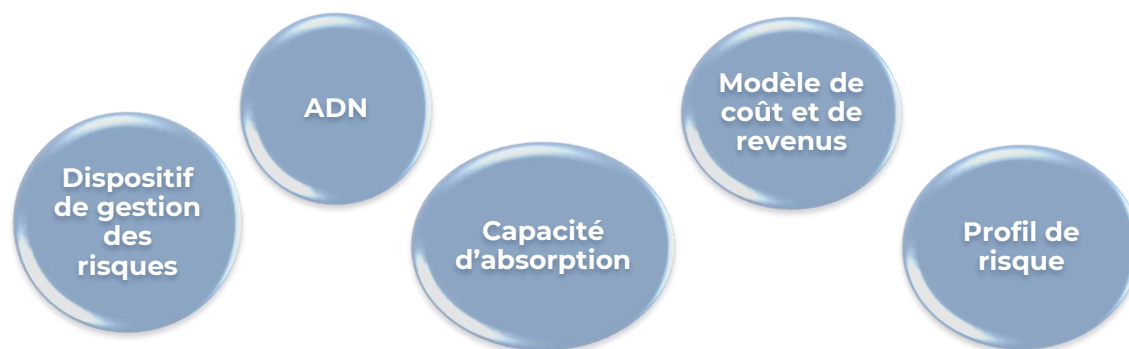 Dispositif
de gestion
des
risques
ADN
Capacité
d’absorption
Modèle de
coût et de
revenus
Profil de
risque